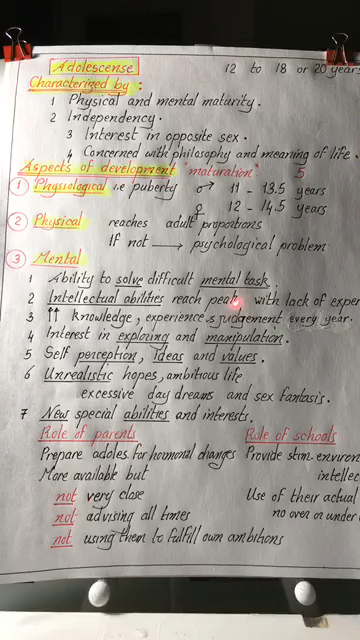 Adolescense 12 to 18 or 20 years
Characterized by :
1 Physical and mental maturity.
2 Independency.
3 Interest in opposite sex.
4 Concerned with philosophy and meaning of life.
Aspects of development "maturation" 5
① Physiological i.e puberty ♂ 11 - 13.5 years
♀ 12 - 14.5 years
② Physical reaches adult proportions
If not → psychological problem
③ Mental
1 Ability to solve difficult mental task.
2 Intellectual abilities reach peak with lack of exper
3 ↑↑ Knowledge, experience & judgement every year.
4 Interest in exploring and manipulation.
5 Self perception, ideas and values.
6 Unrealistic hopes, ambitious life
excessive day dreams and sex fantasis.
7 New special abilities and interests.
Role of parents Role of schools
Prepare adoles for hormonal changes Provide stim. environ
More available but intellec
not very close Use of their actual
not advising all times no over or under
not using them to fulfill own ambitions